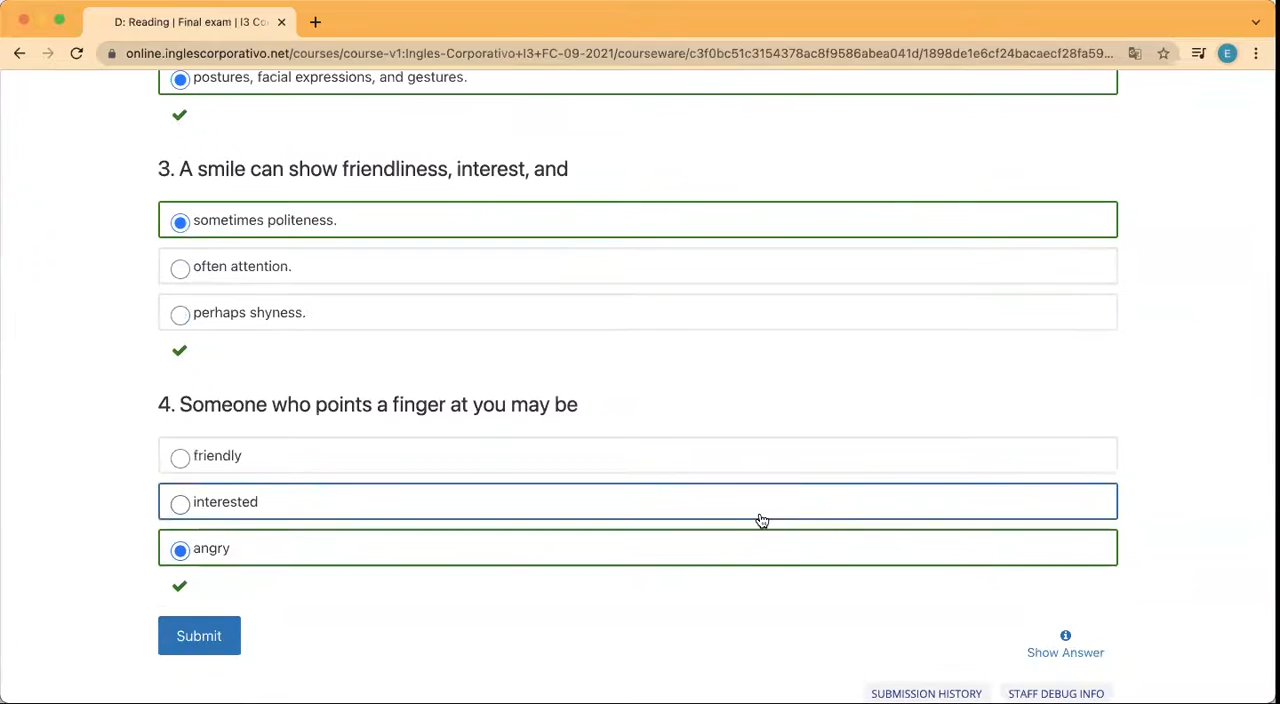 D: Reading | Final exam | I3 Co
online.inglescorporativo.net/courses/course-v1:Ingles-Corporativo+I3+FC-09-2021/courseware/c3f0bc51c3154378ac8f9586abea041d/1898de1e6cf24bacaecf28fa59...
E
postures, facial expressions, and gestures.
3. A smile can show friendliness, interest, and
sometimes politeness.
often attention.
perhaps shyness.
4. Someone who points a finger at you may be
friendly
interested
angry
Submit
Show Answer
SUBMISSION HISTORY
STAFF DEBUG INFO